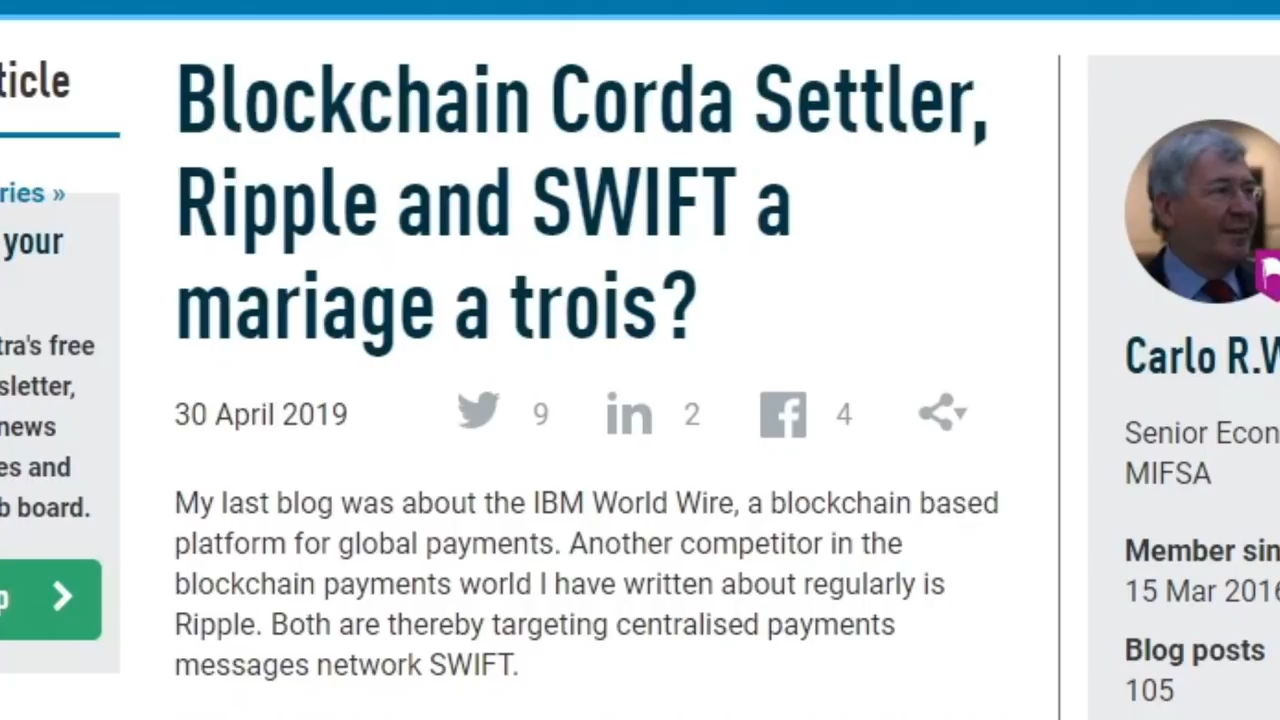 ticle
ries »
your
tra's free
sletter,
news
es and
b board.
p
Blockchain Corda Settler,
Ripple and SWIFT a
mariage a trois?
30 April 2019 9 in 2 f 4
My last blog was about the IBM World Wire, a blockchain based
platform for global payments. Another competitor in the
blockchain payments world I have written about regularly is
Ripple. Both are thereby targeting centralised payments
messages network SWIFT.
Carlo R.W
Senior Econ
MIFSA
Member sin
15 Mar 2016
Blog posts
105